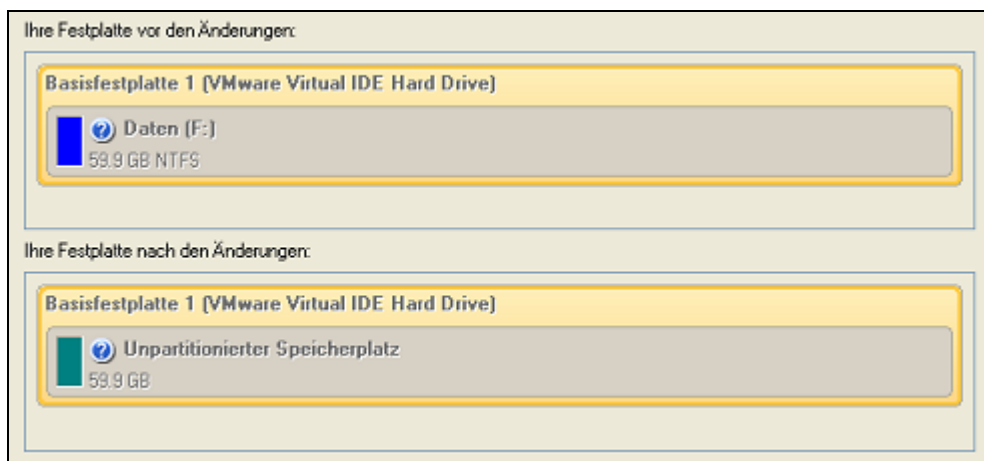 Ihre Festplatte vor den Änderungen:
Basisfestplatte 1 (VMware Virtual IDE Hard Drive)
Daten (F:)
59.9 GB NTFS
Ihre Festplatte nach den Änderungen:
Basisfestplatte 1 (VMware Virtual IDE Hard Drive)
Unpartitionierter Speicherplatz
59.9 GB